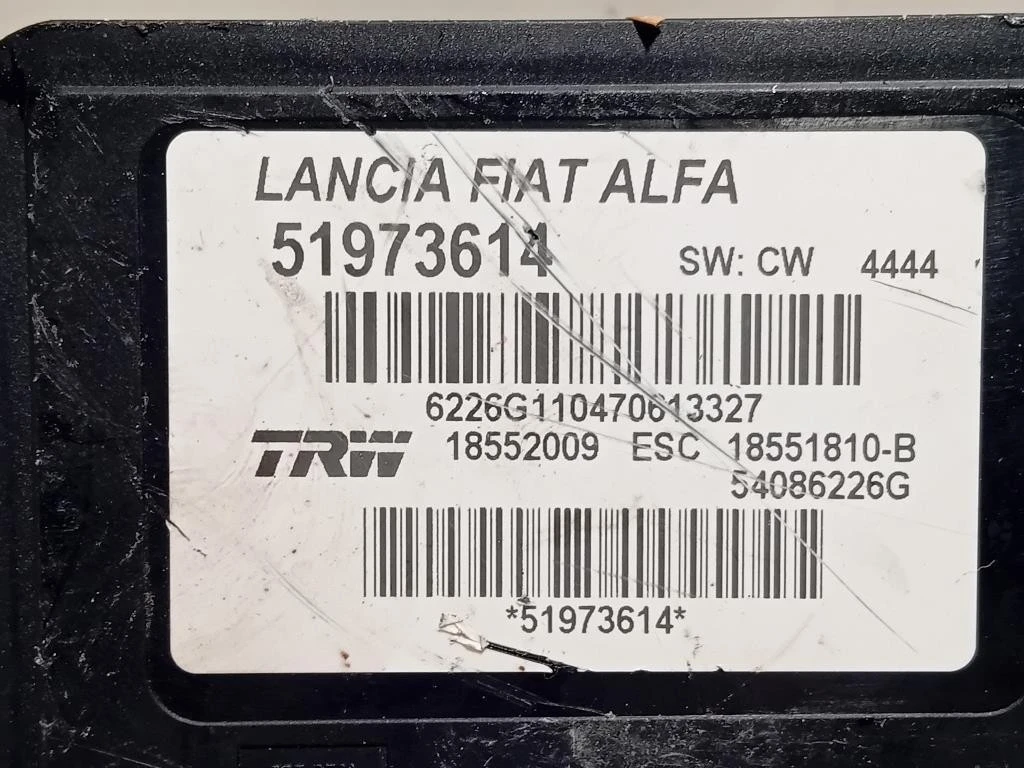 LANCIA FIAT ALFA
51973614 SW: CW 4444
6226G110470613327
TRW 18552009 ESC 18551810-B
54086226G
*51973614*